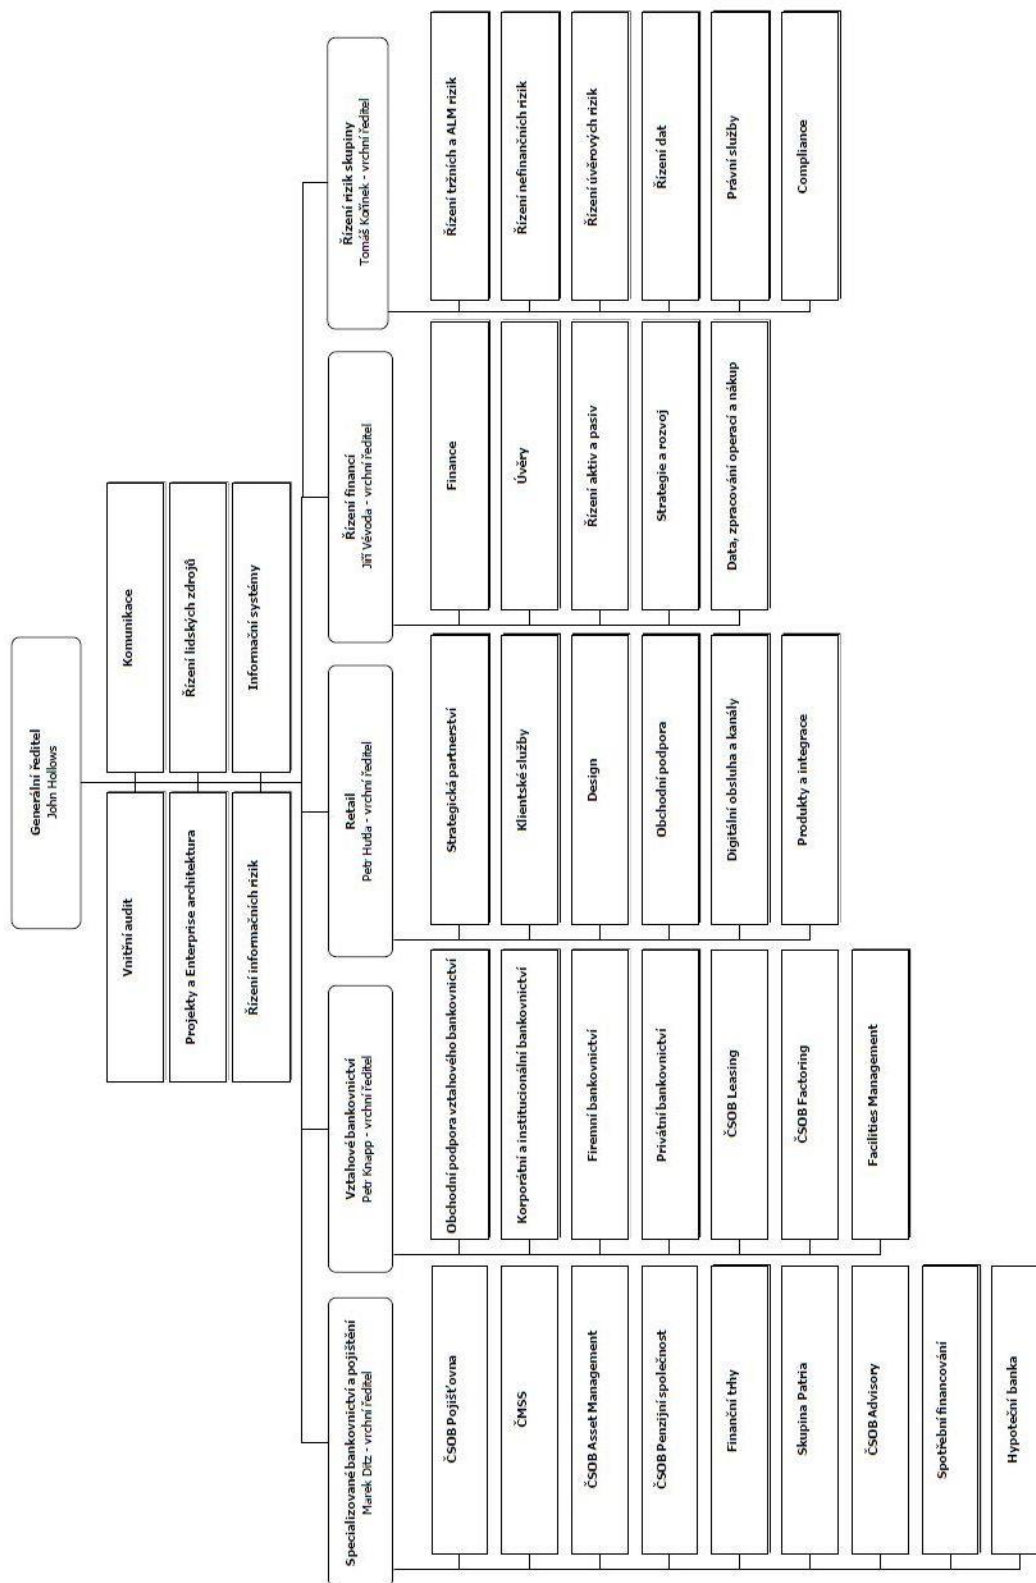 Generální ředitel
John Hollows
Vnitřní audit
Komunikace
Projekty a Enterprise architektura
Řízení lidských zdrojů
Řízení informačních rizik
Informační systémy
Specializované bankovnictví a pojištění
Marek Ditz - vrchní ředitel
ČSOB Pojišťovna
ČMSS
ČSOB Asset Management
ČSOB Penzijní společnost
Finanční trhy
Skupina Patria
ČSOB Advisory
Spotřební financování
Hypoteční banka
Vztahové bankovnictví
Petr Knapp - vrchní ředitel
Obchodní podpora vztahového bankovnictví
Korporátní a institucionální bankovnictví
Firemní bankovnictví
Privátní bankovnictví
ČSOB Leasing
ČSOB Factoring
Facilities Management
Retail
Petr Hutla - vrchní ředitel
Strategická partnerství
Klientské služby
Design
Obchodní podpora
Digitální obsluha a kanály
Produkty a integrace
Řízení financí
Jiří Vévoda - vrchní ředitel
Finance
Úvěry
Řízení aktiv a pasiv
Strategie a rozvoj
Data, zpracování operací a nákup
Řízení rizik skupiny
Tomáš Kořínek - vrchní ředitel
Řízení tržních a ALM rizik
Řízení nefinančních rizik
Řízení úvěrových rizik
Řízení dat
Právní služby
Compliance